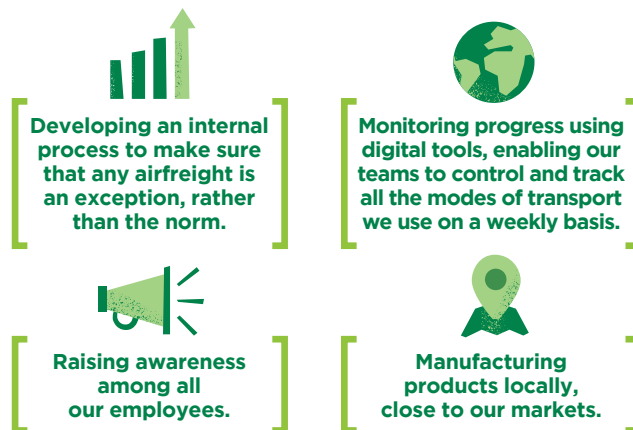 Developing an internal
process to make sure
that any airfreight is
an exception, rather
than the norm.
Monitoring progress using
digital tools, enabling our
teams to control and track
all the modes of transport
we use on a weekly basis.
Raising awareness
among all
our employees.
Manufacturing
products locally,
close to our markets.